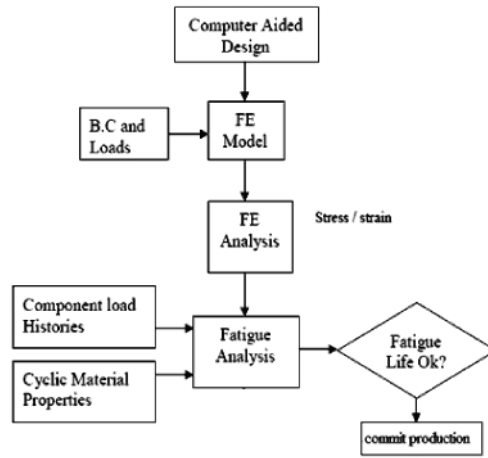 Computer Aided
Design
B.C and
Loads
FE
Model
FE
Analysis
Stress / strain
Component load
Histories
Fatigue
Analysis
Cyclic Material
Properties
Fatigue
Life Ok?
commit production